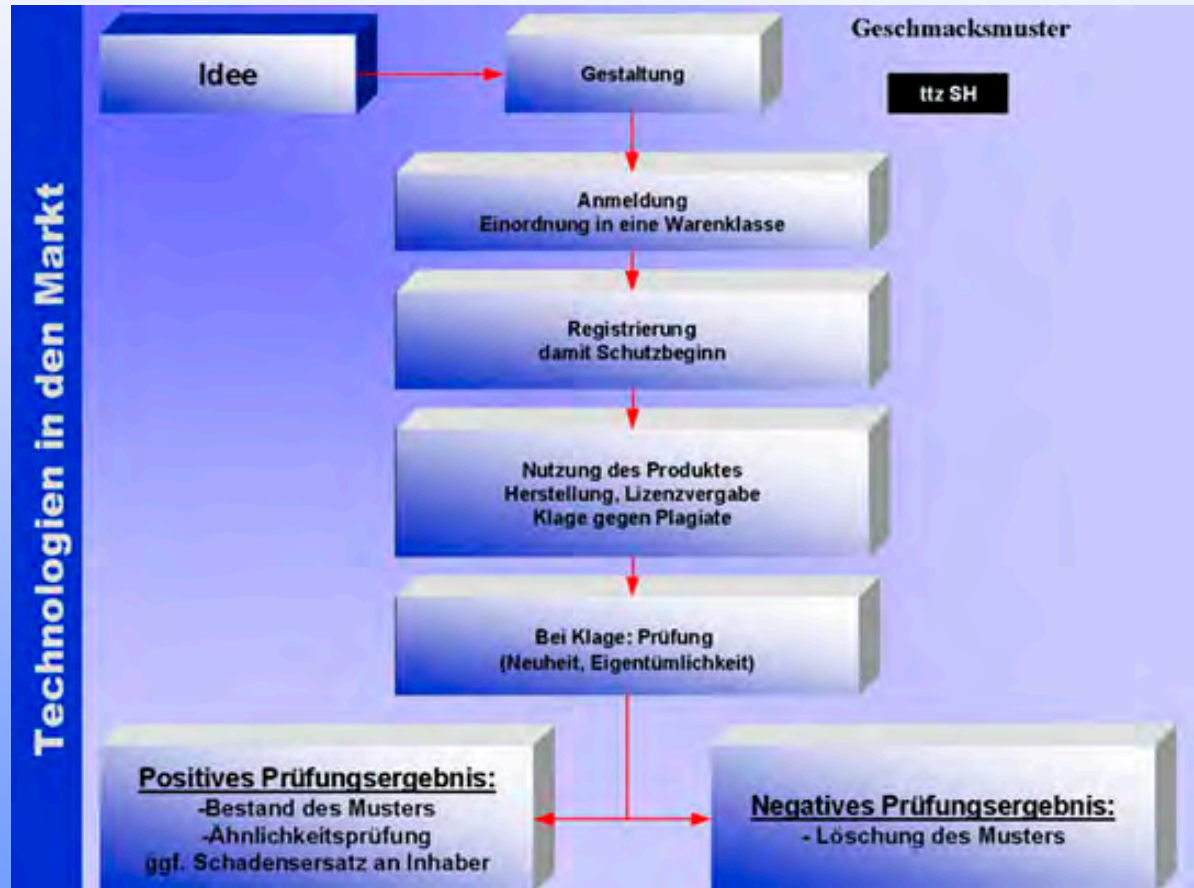 Technologien in den Markt
Geschmacksmuster
ttz SH
Idee
Gestaltung
Anmeldung
Einordnung in eine Warenklasse
Registrierung
damit Schutzbeginn
Nutzung des Produktes
Herstellung, Lizenzvergabe
Klage gegen Plagiate
Bei Klage: Prüfung
(Neuheit, Eigentümlichkeit)
Positives Prüfungsergebnis:
-Bestand des Musters
-Ähnlichkeitsprüfung
ggf. Schadensersatz an Inhaber
Negatives Prüfungsergebnis:
- Löschung des Musters